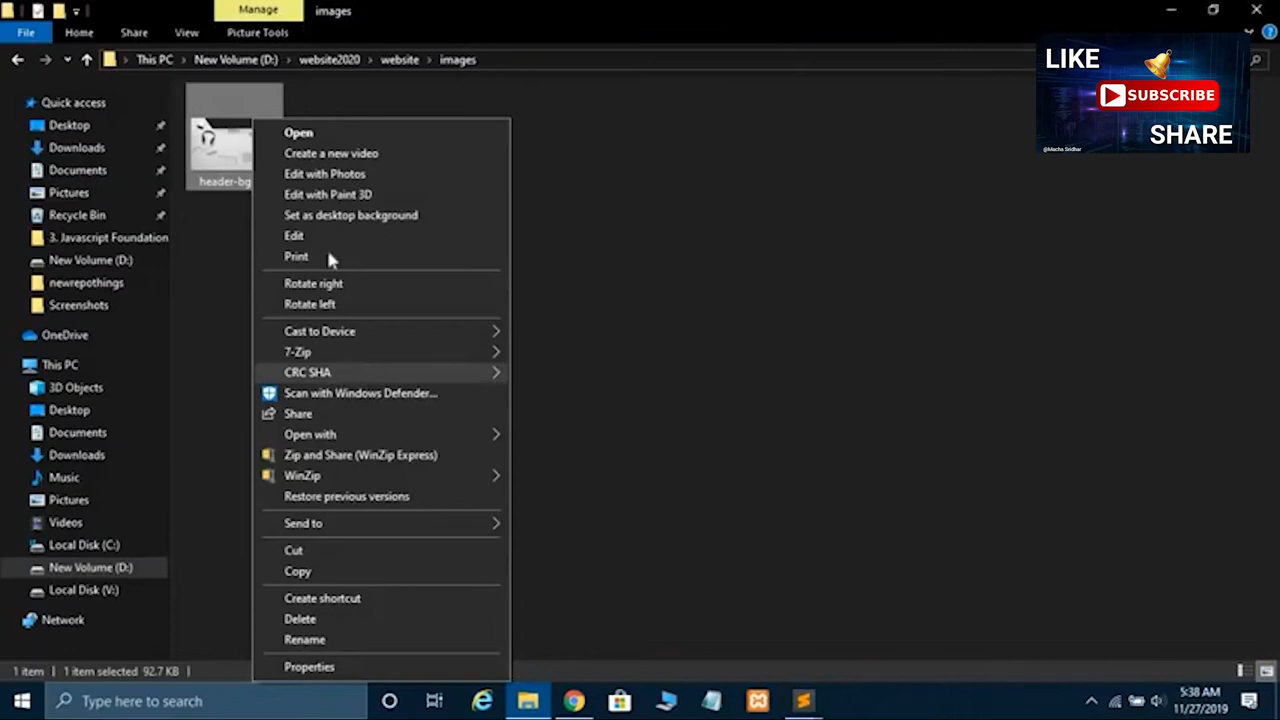 Manage
images
File
Home
Share
View
Picture Tools
This PC
New Volume (D:)
website2020
website
images
LIKE
SUBSCRIBE
SHARE
@Macha Sridhar
Quick access
Desktop
Downloads
Documents
Pictures
Recycle Bin
3. Javascript Foundation
New Volume (D:)
newrepothings
Screenshots
OneDrive
This PC
3D Objects
Desktop
Documents
Downloads
Music
Pictures
Videos
Local Disk (C:)
New Volume (D:)
Local Disk (V:)
Network
header-bg
Open
Create a new video
Edit with Photos
Edit with Paint 3D
Set as desktop background
Edit
Print
Rotate right
Rotate left
Cast to Device
7-Zip
CRC SHA
Scan with Windows Defender...
Share
Open with
Zip and Share (WinZip Express)
WinZip
Restore previous versions
Send to
Cut
Copy
Create shortcut
Delete
Rename
Properties
1 item
1 item selected 92.7 KB
Type here to search
5:38 AM
11/27/2019